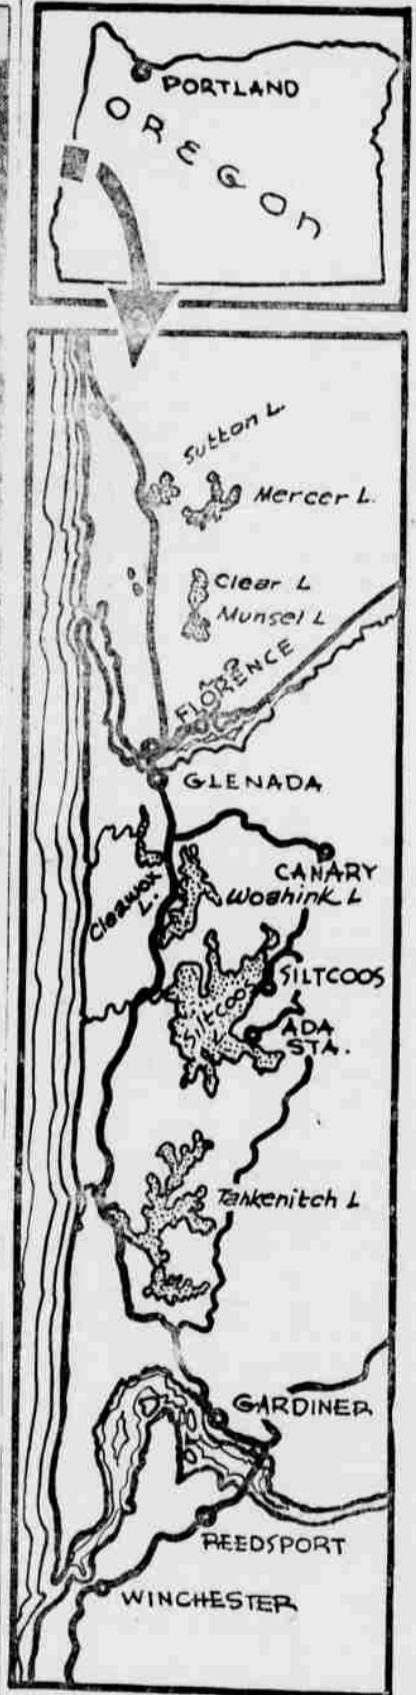 PORTLAND
OREGON
Sutton L.
Mercer L.
Clear L
Munsel L
FLORENCE
GLENADA
CANARY
Cleawox
L.
Woahink L
SILTCOOS
SILTCOOS
L
ADA
STA.
Tahkenitch L
GARDINER
REEDSPORT
WINCHESTER